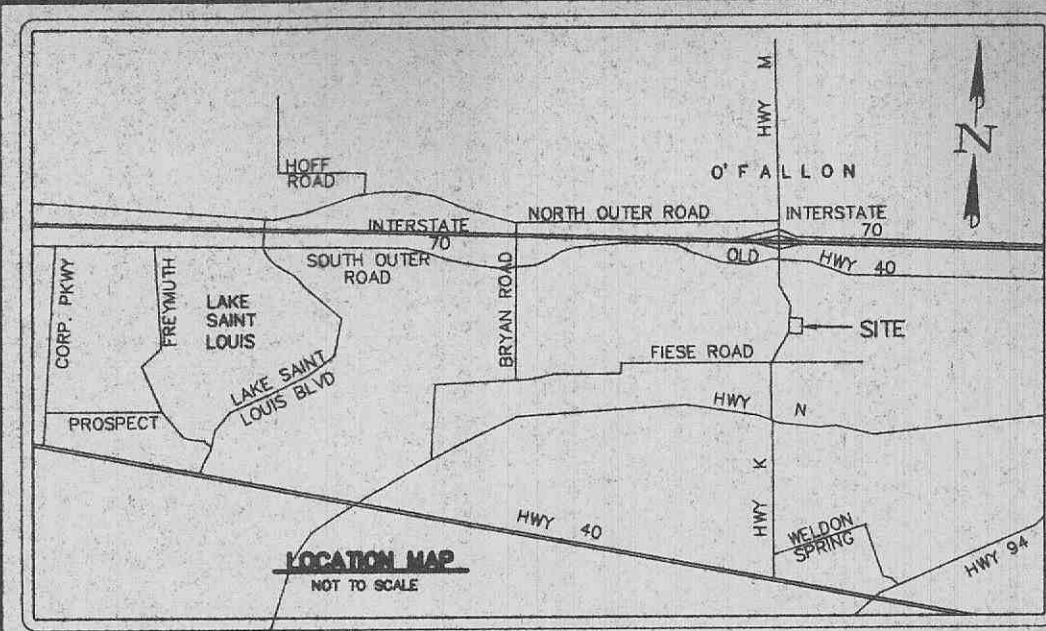 HWY M
N
O'FALLON
HOFF
ROAD
NORTH OUTER ROAD
INTERSTATE
70
INTERSTATE
70
SOUTH OUTER
ROAD
OLD HWY 40
CORP. PKWY
FREYMUTH
LAKE
SAINT
LOUIS
BRYAN ROAD
SITE
FIESE ROAD
LAKE SAINT
LOUIS BLVD
HWY N
PROSPECT
HWY K
HWY 40
WELDON
SPRING
HWY 94
LOCATION MAP
NOT TO SCALE